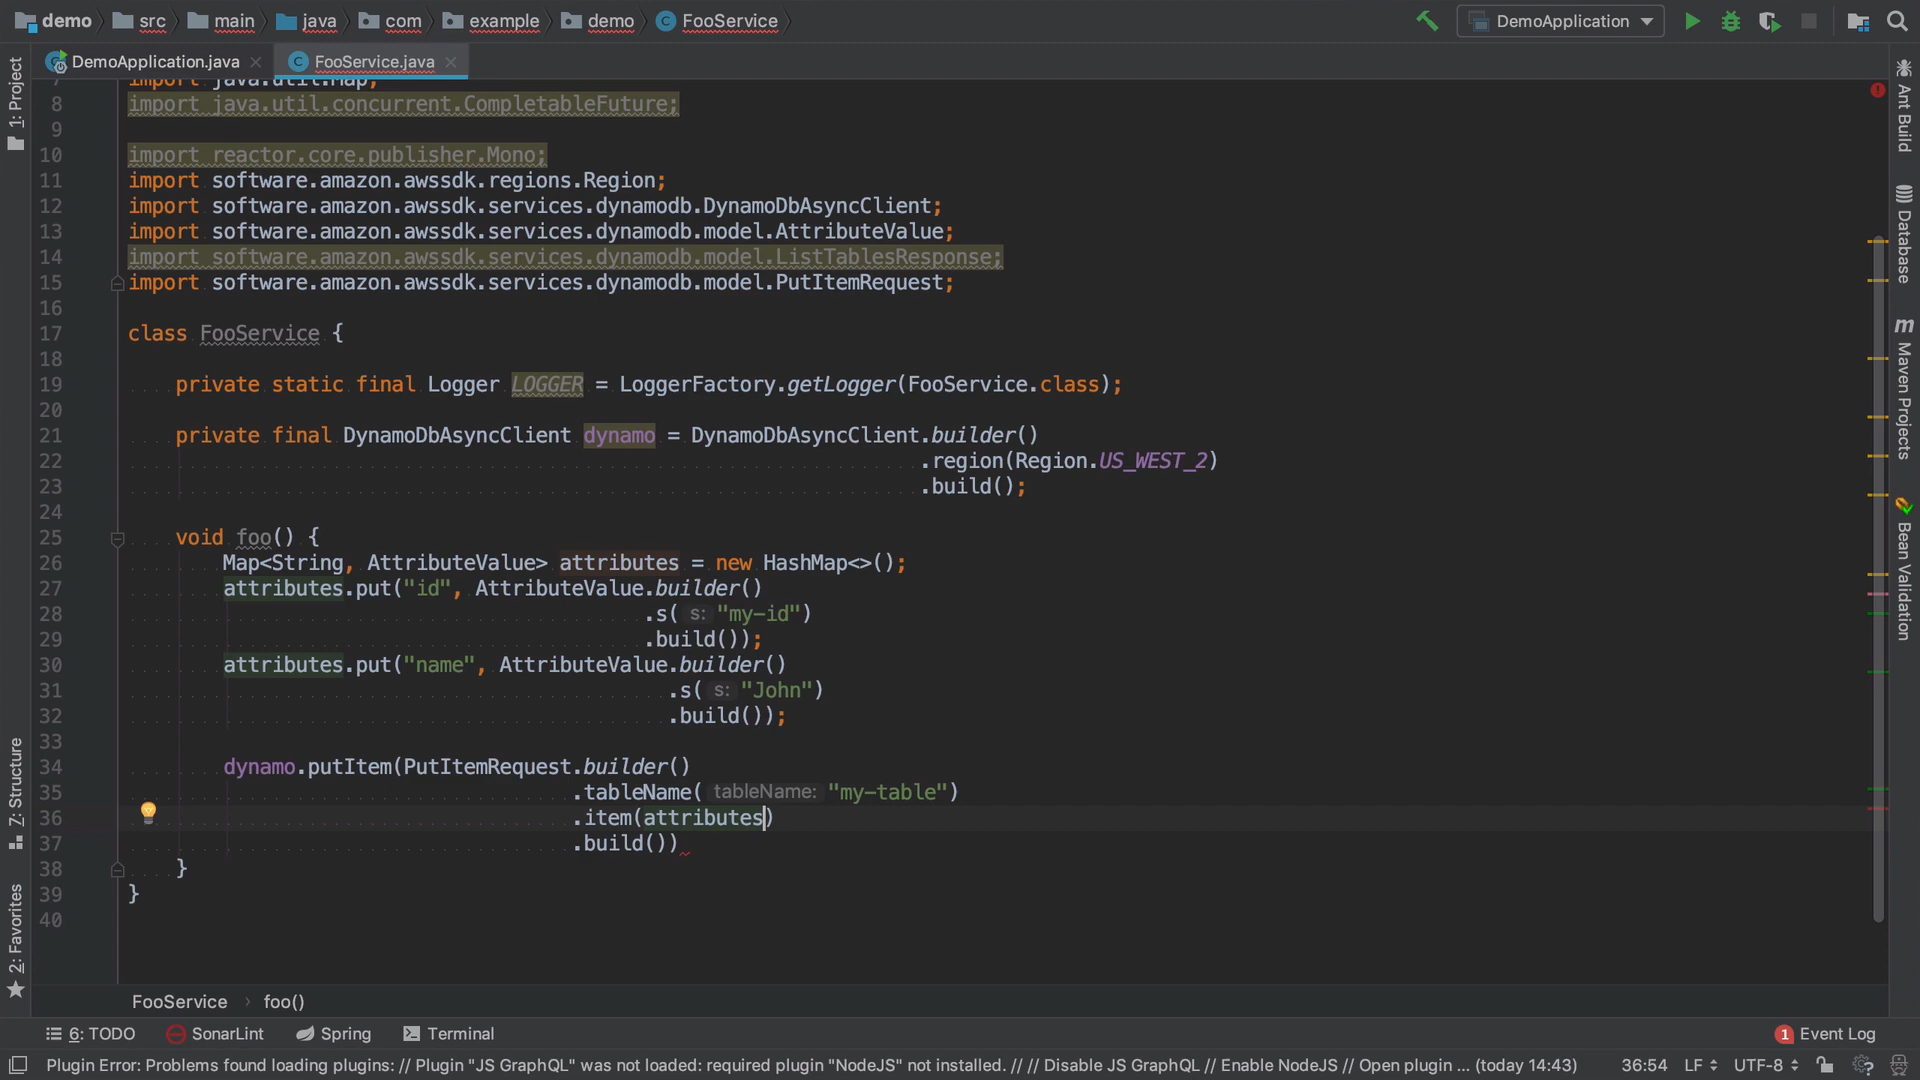 demo src main java com example demo FooService DemoApplication
DemoApplication.java FooService.java
1: Project
7 import java.util.Map;
8 import java.util.concurrent.CompletableFuture;
9
10 import reactor.core.publisher.Mono;
11 import software.amazon.awssdk.regions.Region;
12 import software.amazon.awssdk.services.dynamodb.DynamoDbAsyncClient;
13 import software.amazon.awssdk.services.dynamodb.model.AttributeValue;
14 import software.amazon.awssdk.services.dynamodb.model.ListTablesResponse;
15 import software.amazon.awssdk.services.dynamodb.model.PutItemRequest;
16
17 class FooService {
18
19 private static final Logger LOGGER = LoggerFactory.getLogger(FooService.class);
20
21 private final DynamoDbAsyncClient dynamo = DynamoDbAsyncClient.builder()
22 .region(Region.US_WEST_2)
23 .build();
24
25 void foo() {
26 Map<String, AttributeValue> attributes = new HashMap<>();
27 attributes.put("id", AttributeValue.builder()
28 .s( s: "my-id")
29 .build());
30 attributes.put("name", AttributeValue.builder()
31 .s( s: "John")
32 .build());
33
34 dynamo.putItem(PutItemRequest.builder()
35 .tableName( tableName: "my-table")
36 .item(attributes)
37 .build())
38 }
39 }
40
7: Structure
2: Favorites
Ant Build
Database
m Maven Projects
Bean Validation
FooService › foo()
6: TODO SonarLint Spring Terminal 1 Event Log
Plugin Error: Problems found loading plugins: // Plugin "JS GraphQL" was not loaded: required plugin "NodeJS" not installed. // // Disable JS GraphQL // Enable NodeJS // Open plugin ... (today 14:43) 36:54 LF UTF-8